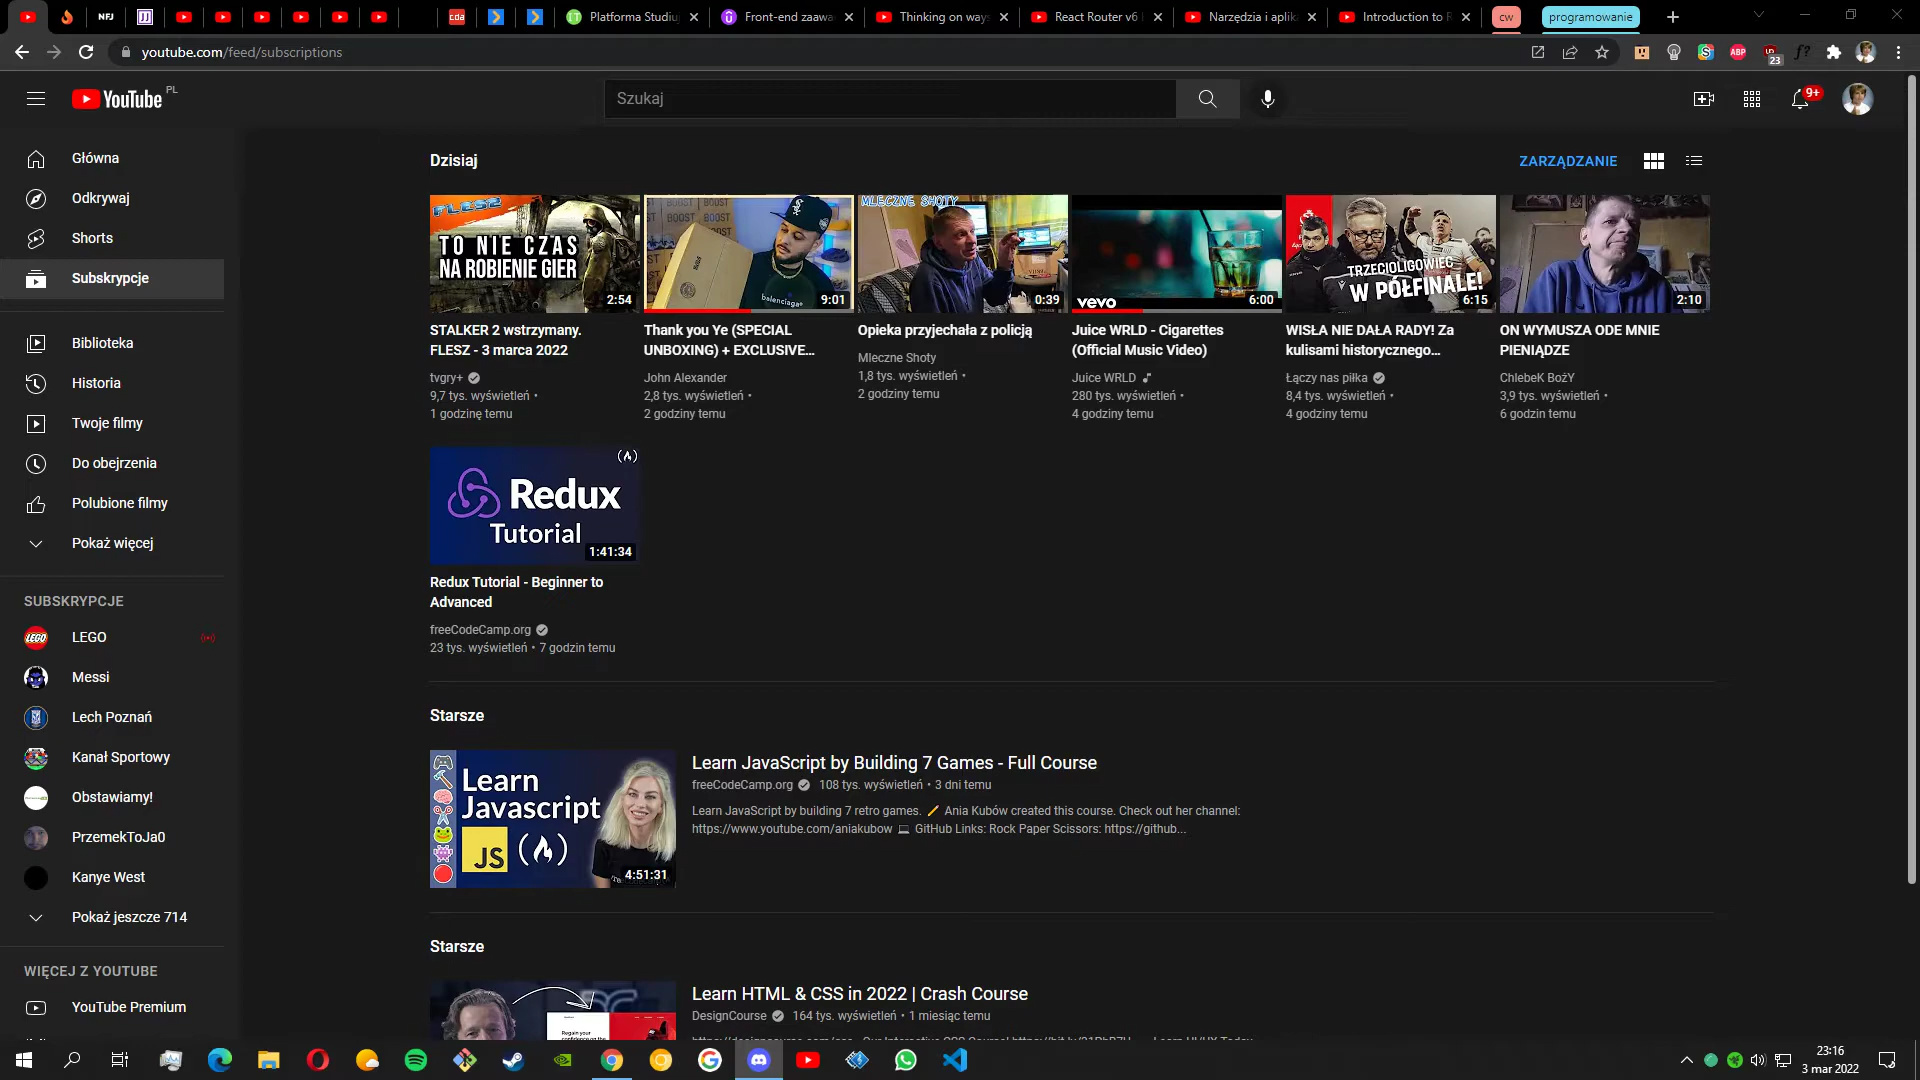 NFJ
cda
Platforma Studiu
Front-end zaawa
Thinking on ways
React Router v6
Narzędzia i aplik
Introduction to R
cw
programowanie
youtube.com/feed/subscriptions
ABP
23
YouTube PL
Szukaj
9+
Główna
Odkrywaj
Shorts
Subskrypcje
Biblioteka
Historia
Twoje filmy
Do obejrzenia
Polubione filmy
Pokaż więcej
SUBSKRYPCJE
LEGO
Messi
Lech Poznań
Kanał Sportowy
Obstawiamy!
PrzemekToJa0
Kanye West
Pokaż jeszcze 714
WIĘCEJ Z YOUTUBE
YouTube Premium
Dzisiaj
ZARZĄDZANIE
FLESZ
TO NIE CZAS
NA ROBIENIE GIER
2:54
STALKER 2 wstrzymany.
FLESZ - 3 marca 2022
tvgry+
9,7 tys. wyświetleń •
1 godzinę temu
BOOST
balenciaga
9:01
Thank you Ye (SPECIAL
UNBOXING) + EXCLUSIVE...
John Alexander
2,8 tys. wyświetleń •
2 godziny temu
MLECZNE SHOTY
0:39
Opieka przyjechała z policją
Mleczne Shoty
1,8 tys. wyświetleń •
2 godziny temu
vevo
6:00
Juice WRLD - Cigarettes
(Official Music Video)
Juice WRLD
280 tys. wyświetleń •
4 godziny temu
TRZECIOLIGOWIEC
W PÓŁFINALE!
6:15
WISŁA NIE DAŁA RADY! Za
kulisami historycznego...
Łączy nas piłka
8,4 tys. wyświetleń •
4 godziny temu
2:10
ON WYMUSZA ODE MNIE
PIENIĄDZE
ChlebeK BożY
3,9 tys. wyświetleń •
6 godzin temu
Redux
Tutorial
1:41:34
Redux Tutorial - Beginner to
Advanced
freeCodeCamp.org
23 tys. wyświetleń • 7 godzin temu
Starsze
Learn
Javascript
JS
4:51:31
Learn JavaScript by Building 7 Games - Full Course
freeCodeCamp.org 108 tys. wyświetleń • 3 dni temu
Learn JavaScript by building 7 retro games. Ania Kubów created this course. Check out her channel:
https://www.youtube.com/aniakubow GitHub Links: Rock Paper Scissors: https://github...
Starsze
Regain your
Learn HTML & CSS in 2022 | Crash Course
DesignCourse 164 tys. wyświetleń • 1 miesiąc temu
23:16
3 mar 2022